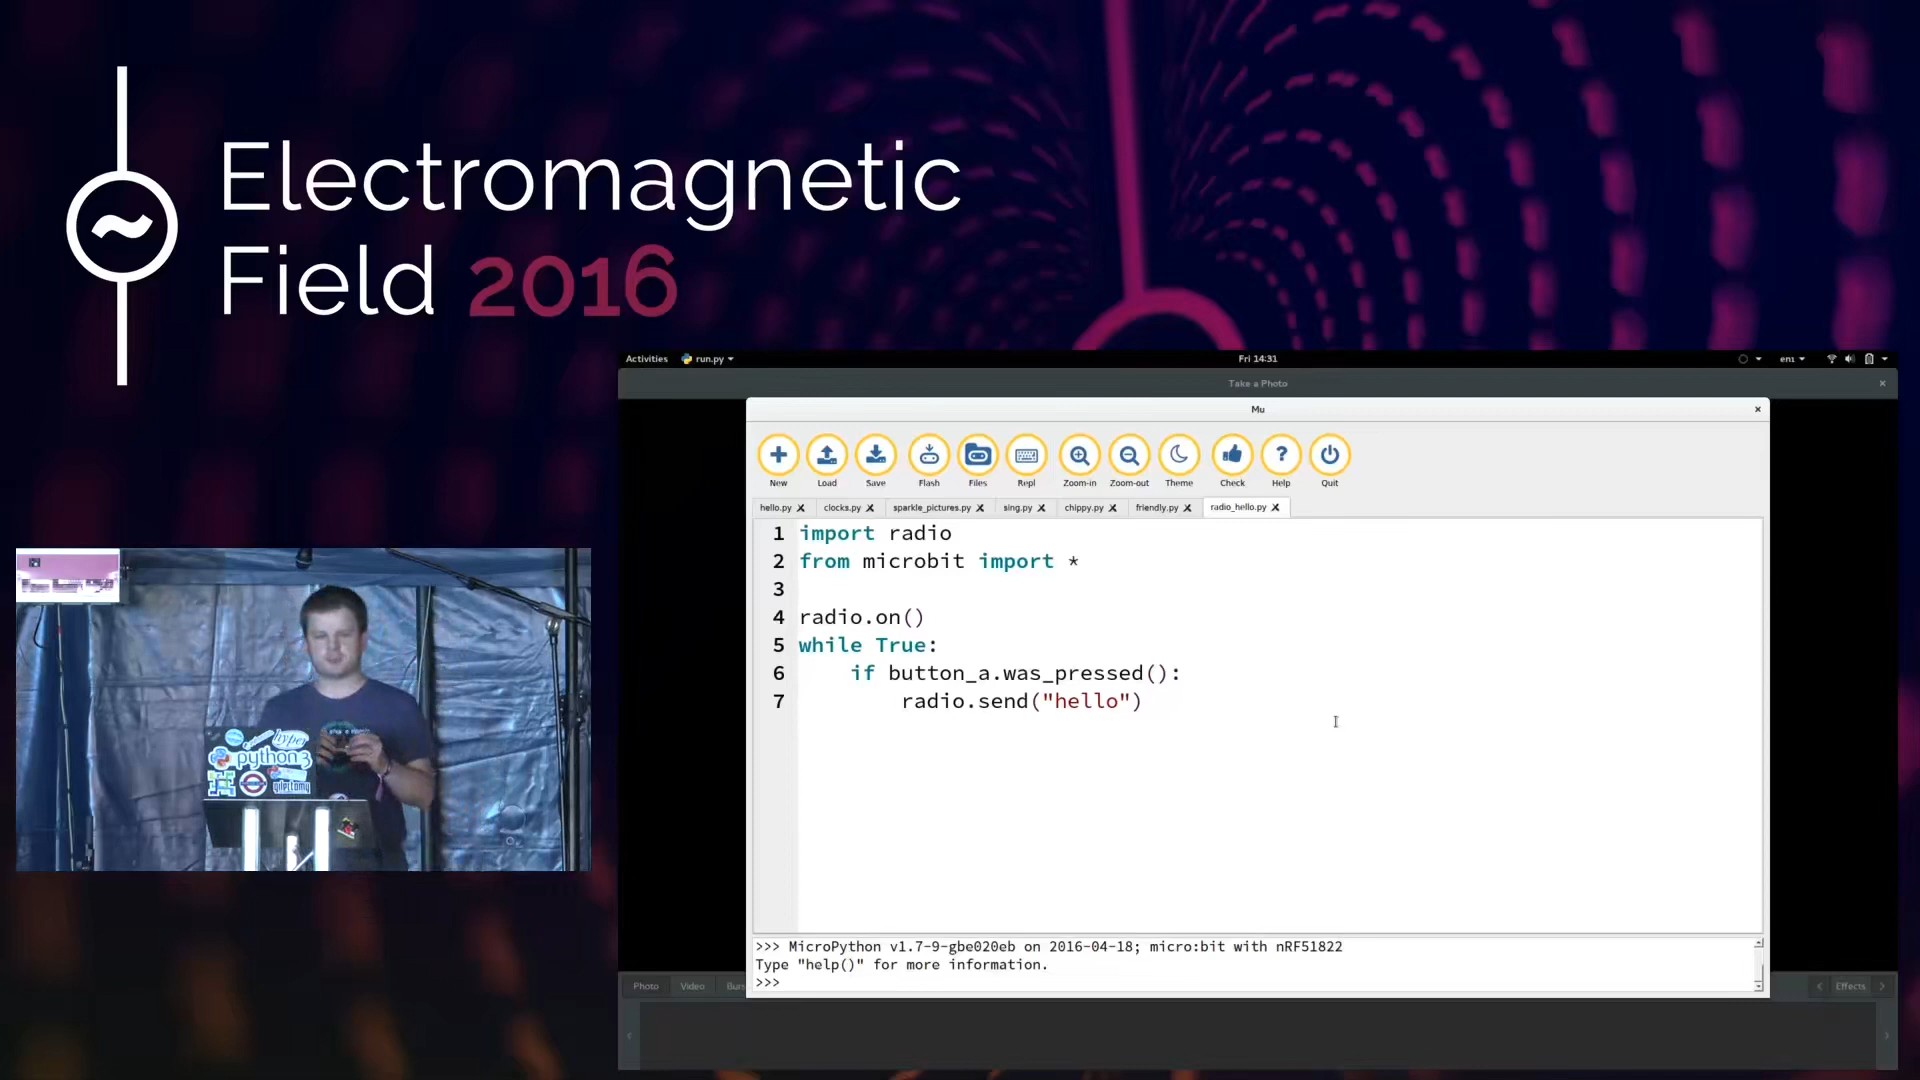 Electromagnetic
Field 2016
Activities run.py Fri 14:31 en1
Take a Photo
Mu
New Load Save Flash Files Repl Zoom-in Zoom-out Theme Check Help Quit
hello.py clocks.py sparkle_pictures.py sing.py chippy.py friendly.py radio_hello.py
1 import radio
2 from microbit import *
3
4 radio.on()
5 while True:
6 if button_a.was_pressed():
7 radio.send("hello")
>>> MicroPython v1.7-9-gbe020eb on 2016-04-18; micro:bit with nRF51822
Type "help()" for more information.
>>>
Photo Video Effects
hyper
python3